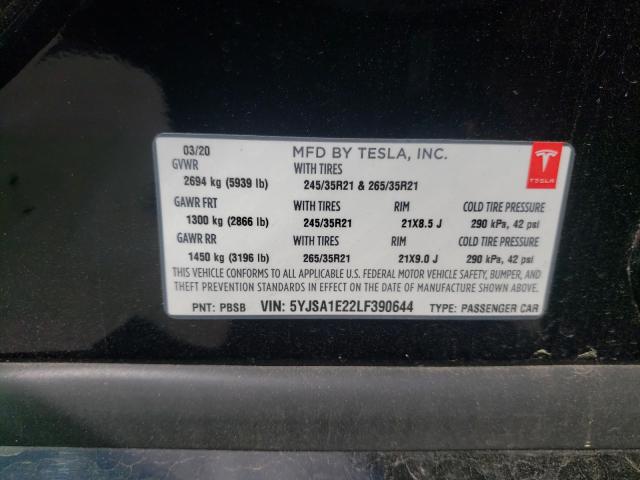 03/20 MFD BY TESLA, INC.
GVWR WITH TIRES
2694 kg (5939 lb) 245/35R21 & 265/35R21
TESLA
GAWR FRT WITH TIRES RIM COLD TIRE PRESSURE
1300 kg (2866 lb) 245/35R21 21X8.5 J 290 kPa, 42 psi
GAWR RR WITH TIRES RIM COLD TIRE PRESSURE
1450 kg (3196 lb) 265/35R21 21X9.0 J 290 kPa, 42 psi
THIS VEHICLE CONFORMS TO ALL APPLICABLE U.S. FEDERAL MOTOR VEHICLE SAFETY, BUMPER, AND
THEFT PREVENTION STANDARDS IN EFFECT ON THE DATE OF MANUFACTURE SHOWN ABOVE.
PNT: PBSB VIN: 5YJSA1E22LF390644 TYPE: PASSENGER CAR